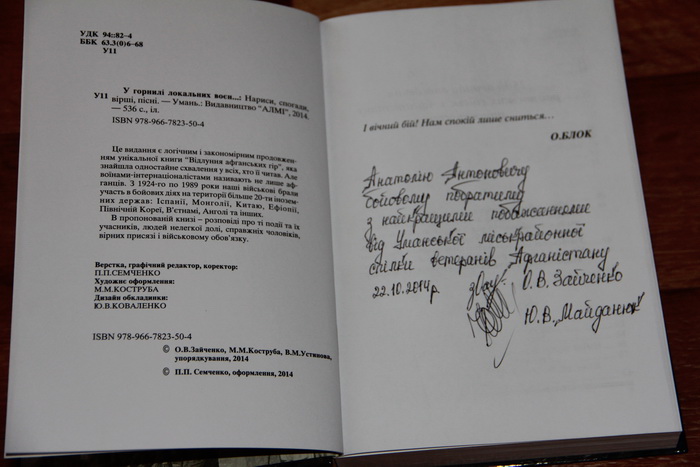 УДК 94::82-4
ББК 63.3(0)6-68
У11
У горнилі локальних воєн...: Нариси, спогади,
У11 вірші, пісні. — Умань.: Видавництво "АЛМІ", 2014.
— 536 с., іл.
ISBN 978-966-7823-50-4
Це видання є логічним і закономірним продовжен-
ням унікальної книги "Відлуння афганських гір", яка
знайшла одностайне схвалення у всіх, хто її читав. Але
воїнами-інтернаціоналістами називають не лише аф-
ганців. З 1924-го по 1989 роки наші військові брали
участь в бойових діях на території більше 20-ти інозем-
них держав: Іспанії, Монголії, Китаю, Ефіопії,
Північній Кореї, В'єтнамі, Анголі та інших.
В пропонованій книзі – розповіді про ті події та їх
учасників, людей нелегкої долі, справжніх чоловіків,
вірних присязі і військовому обов'язку.
Верстка, графічний редактор, коректор:
П.П.СЕМЧЕНКО
Художнє оформлення:
М.М.КОСТРУБА
Дизайн обкладинки:
Ю.В.КОВАЛЕНКО
ISBN 978-966-7823-50-4
© О.В.Зайченко, М.М.Коструба, В.М.Устинова,
упорядкування, 2014
© П.П. Семченко, оформлення, 2014
І вічний бій! Нам спокій лише сниться...
О.БЛОК
Анатолію Антоновичу
бойовому побратиму
з найкращими побажаннями
від Уманської міськрайонної
спілки ветеранів Афганістану
22.10.2014р. О.В. Зайченко
Ю.В. Майданюк